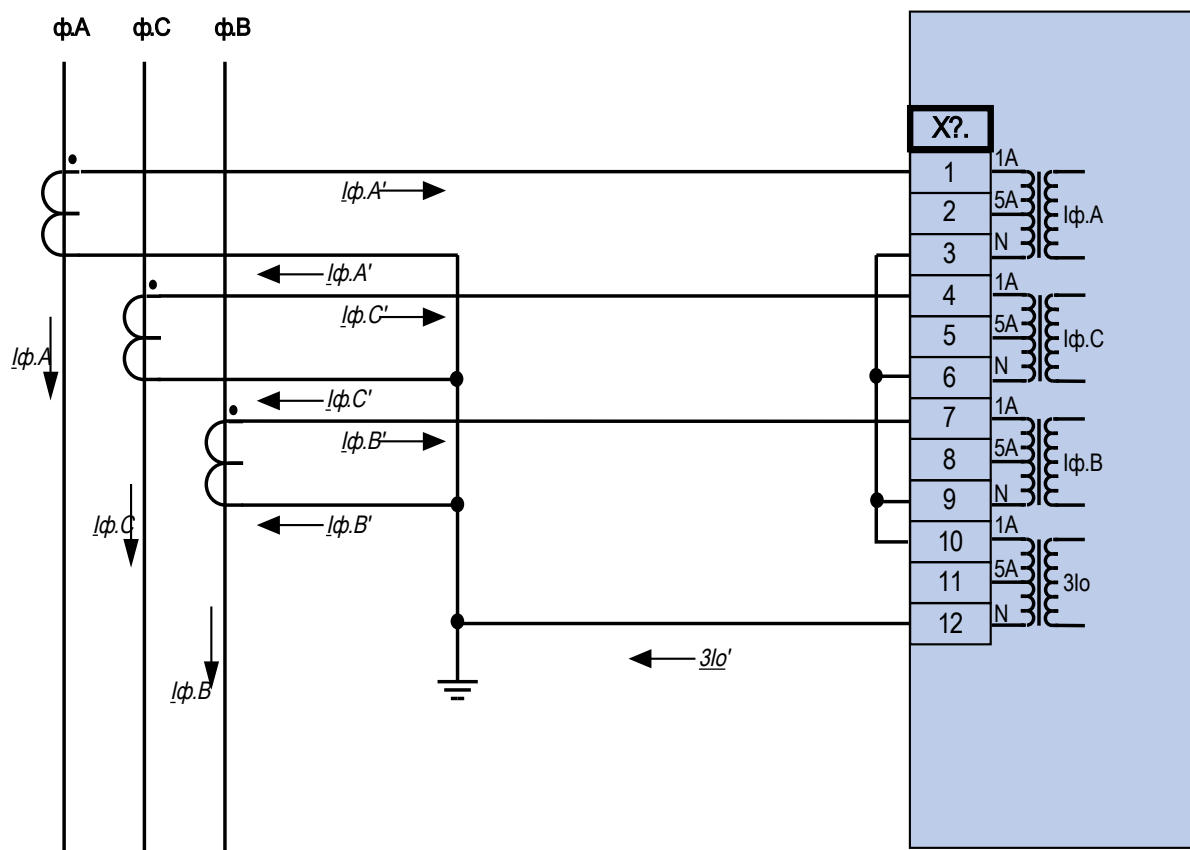 ф.А ф.С ф.В
X?.
1 1A
Iф.A'
2 5A Iф.A
3 N
Iф.A'
4 1A
Iф.C'
5 5A Iф.C
Iф.A
6 N
Iф.C'
7 1A
Iф.B'
8 5A Iф.B
9 N
Iф.C Iф.B'
10 1A
11 5A 3Io
12 N
3Io'
Iф.B